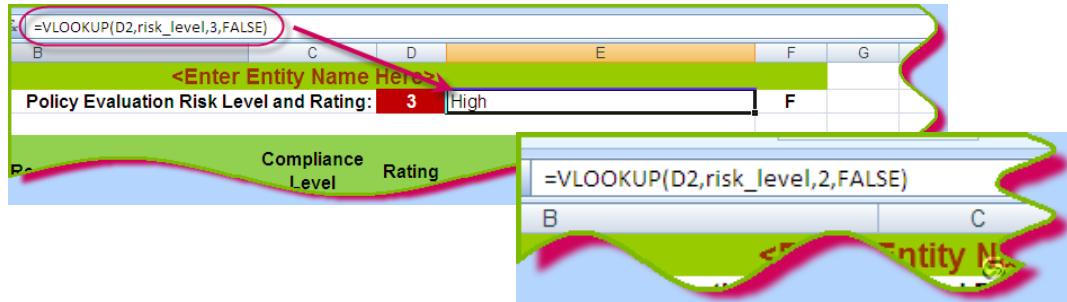 =VLOOKUP(D2,risk_level,3,FALSE)
B C D E F G
<Enter Entity Name Here>
Policy Evaluation Risk Level and Rating: 3 High F
Compliance
Level
Rating
=VLOOKUP(D2,risk_level,2,FALSE)
B C